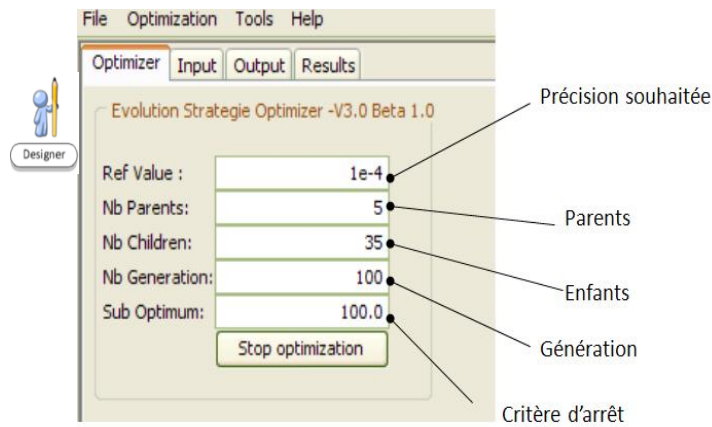 File Optimization Tools Help
Optimizer Input Output Results
Evolution Strategie Optimizer -V3.0 Beta 1.0
Précision souhaitée
Designer
Ref Value : 1e-4
Nb Parents: 5
Parents
Nb Children: 35
Enfants
Nb Generation: 100
Génération
Sub Optimum: 100.0
Stop optimization
Critère d'arrêt